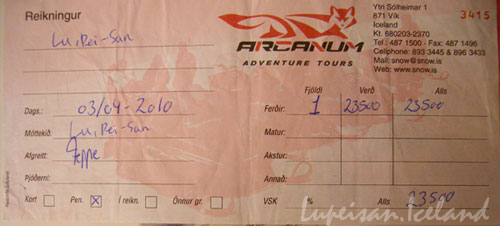 Reikningur
Lu, Pei-San
ARCANUM
ADVENTURE TOURS
Ytri Sólheimar 1
871 Vík
Iceland
Kt. 680203-2370
Tel.: 487 1500 - Fax: 487 1496
Cellphone: 893 3445 & 896 3433
Mail: snow@snow.is
Web: www.snow.is
3415
Dags.: 03/04-2010
Móttekið: Lu, Pei-San
Afgreitt: Jeppe
Þjóðerni:
Kort Pen. X Í reikn. Önnur gr.
Fjöldi Verð Alls
Ferðir: 1 23500 23500
Matur:
Akstur:
Annað:
VSK % Alls 23500
Lupeisan.Iceland